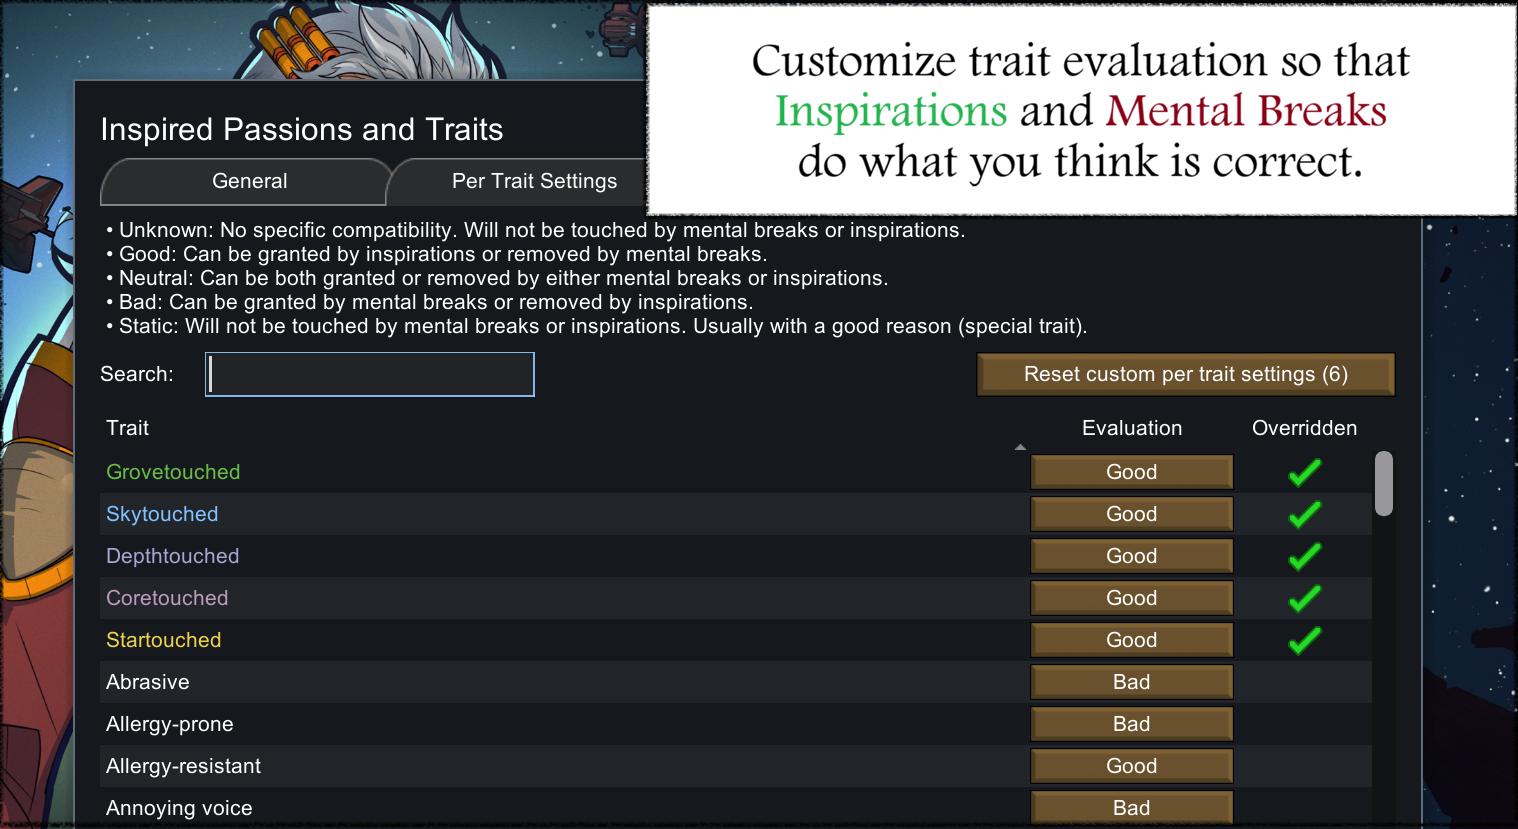 Customize trait evaluation so that
Inspirations and Mental Breaks
do what you think is correct.
Inspired Passions and Traits
General
Per Trait Settings
• Unknown: No specific compatibility. Will not be touched by mental breaks or inspirations.
• Good: Can be granted by inspirations or removed by mental breaks.
• Neutral: Can be both granted or removed by either mental breaks or inspirations.
• Bad: Can be granted by mental breaks or removed by inspirations.
• Static: Will not be touched by mental breaks or inspirations. Usually with a good reason (special trait).
Search:
Reset custom per trait settings (6)
Trait Evaluation Overridden
Grovetouched Good
Skytouched Good
Depthtouched Good
Coretouched Good
Startouched Good
Abrasive Bad
Allergy-prone Bad
Allergy-resistant Good
Annoying voice Bad